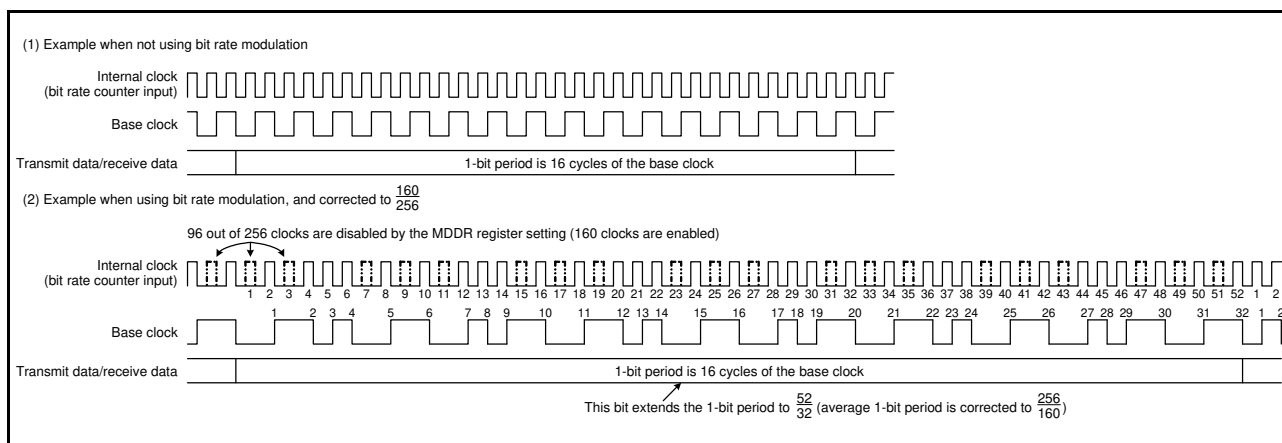 (1) Example when not using bit rate modulation
Internal clock
(bit rate counter input)
Base clock
Transmit data/receive data
1-bit period is 16 cycles of the base clock
(2) Example when using bit rate modulation, and corrected to 160/256
96 out of 256 clocks are disabled by the MDDR register setting (160 clocks are enabled)
Internal clock
(bit rate counter input)
1 2 3 4 5 6 7 8 9 10 11 12 13 14 15 16 17 18 19 20 21 22 23 24 25 26 27 28 29 30 31 32 33 34 35 36 37 38 39 40 41 42 43 44 45 46 47 48 49 50 51 52 1 2
1 2 3 4 5 6 7 8 9 10 11 12 13 14 15 16 17 18 19 20 21 22 23 24 25 26 27 28 29 30 31 32 1 2
Base clock
Transmit data/receive data
1-bit period is 16 cycles of the base clock
This bit extends the 1-bit period to 52/32 (average 1-bit period is corrected to 256/160)